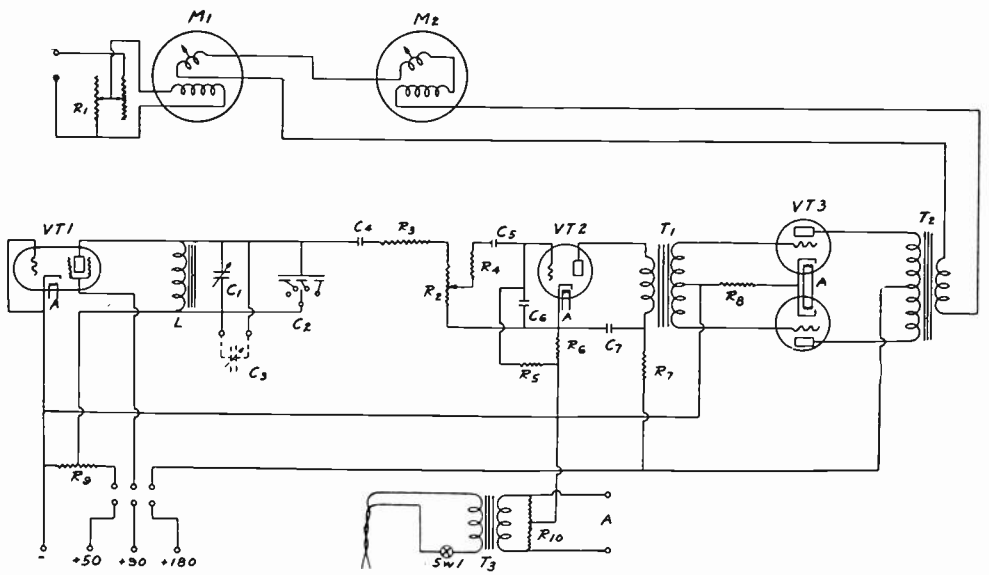 M1 M2
R1
VT1 VT2 VT3
T1 T2
C4 R3 C5
R4
A C1 R2 C6 A R8 A
L C2 C7
R6
C3 R5 R7
R9
A
R10
- +50 +90 +180 SW1 T3